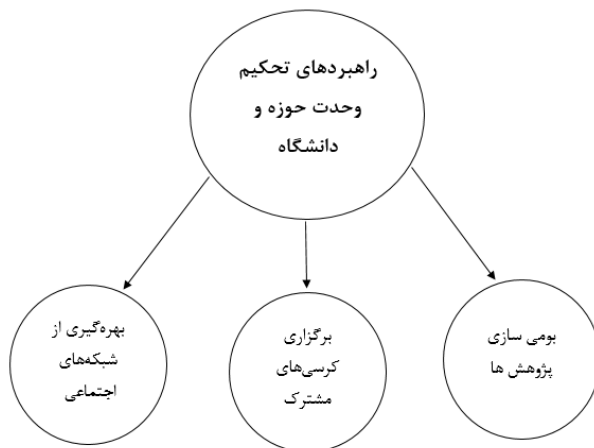 راهبردهای تحکیم
وحدت حوزه و
دانشگاه
بومی سازی
پژوهش ها
برگزاری
کرسی‌های
مشترک
بهره‌گیری از
شبکه‌های
اجتماعی